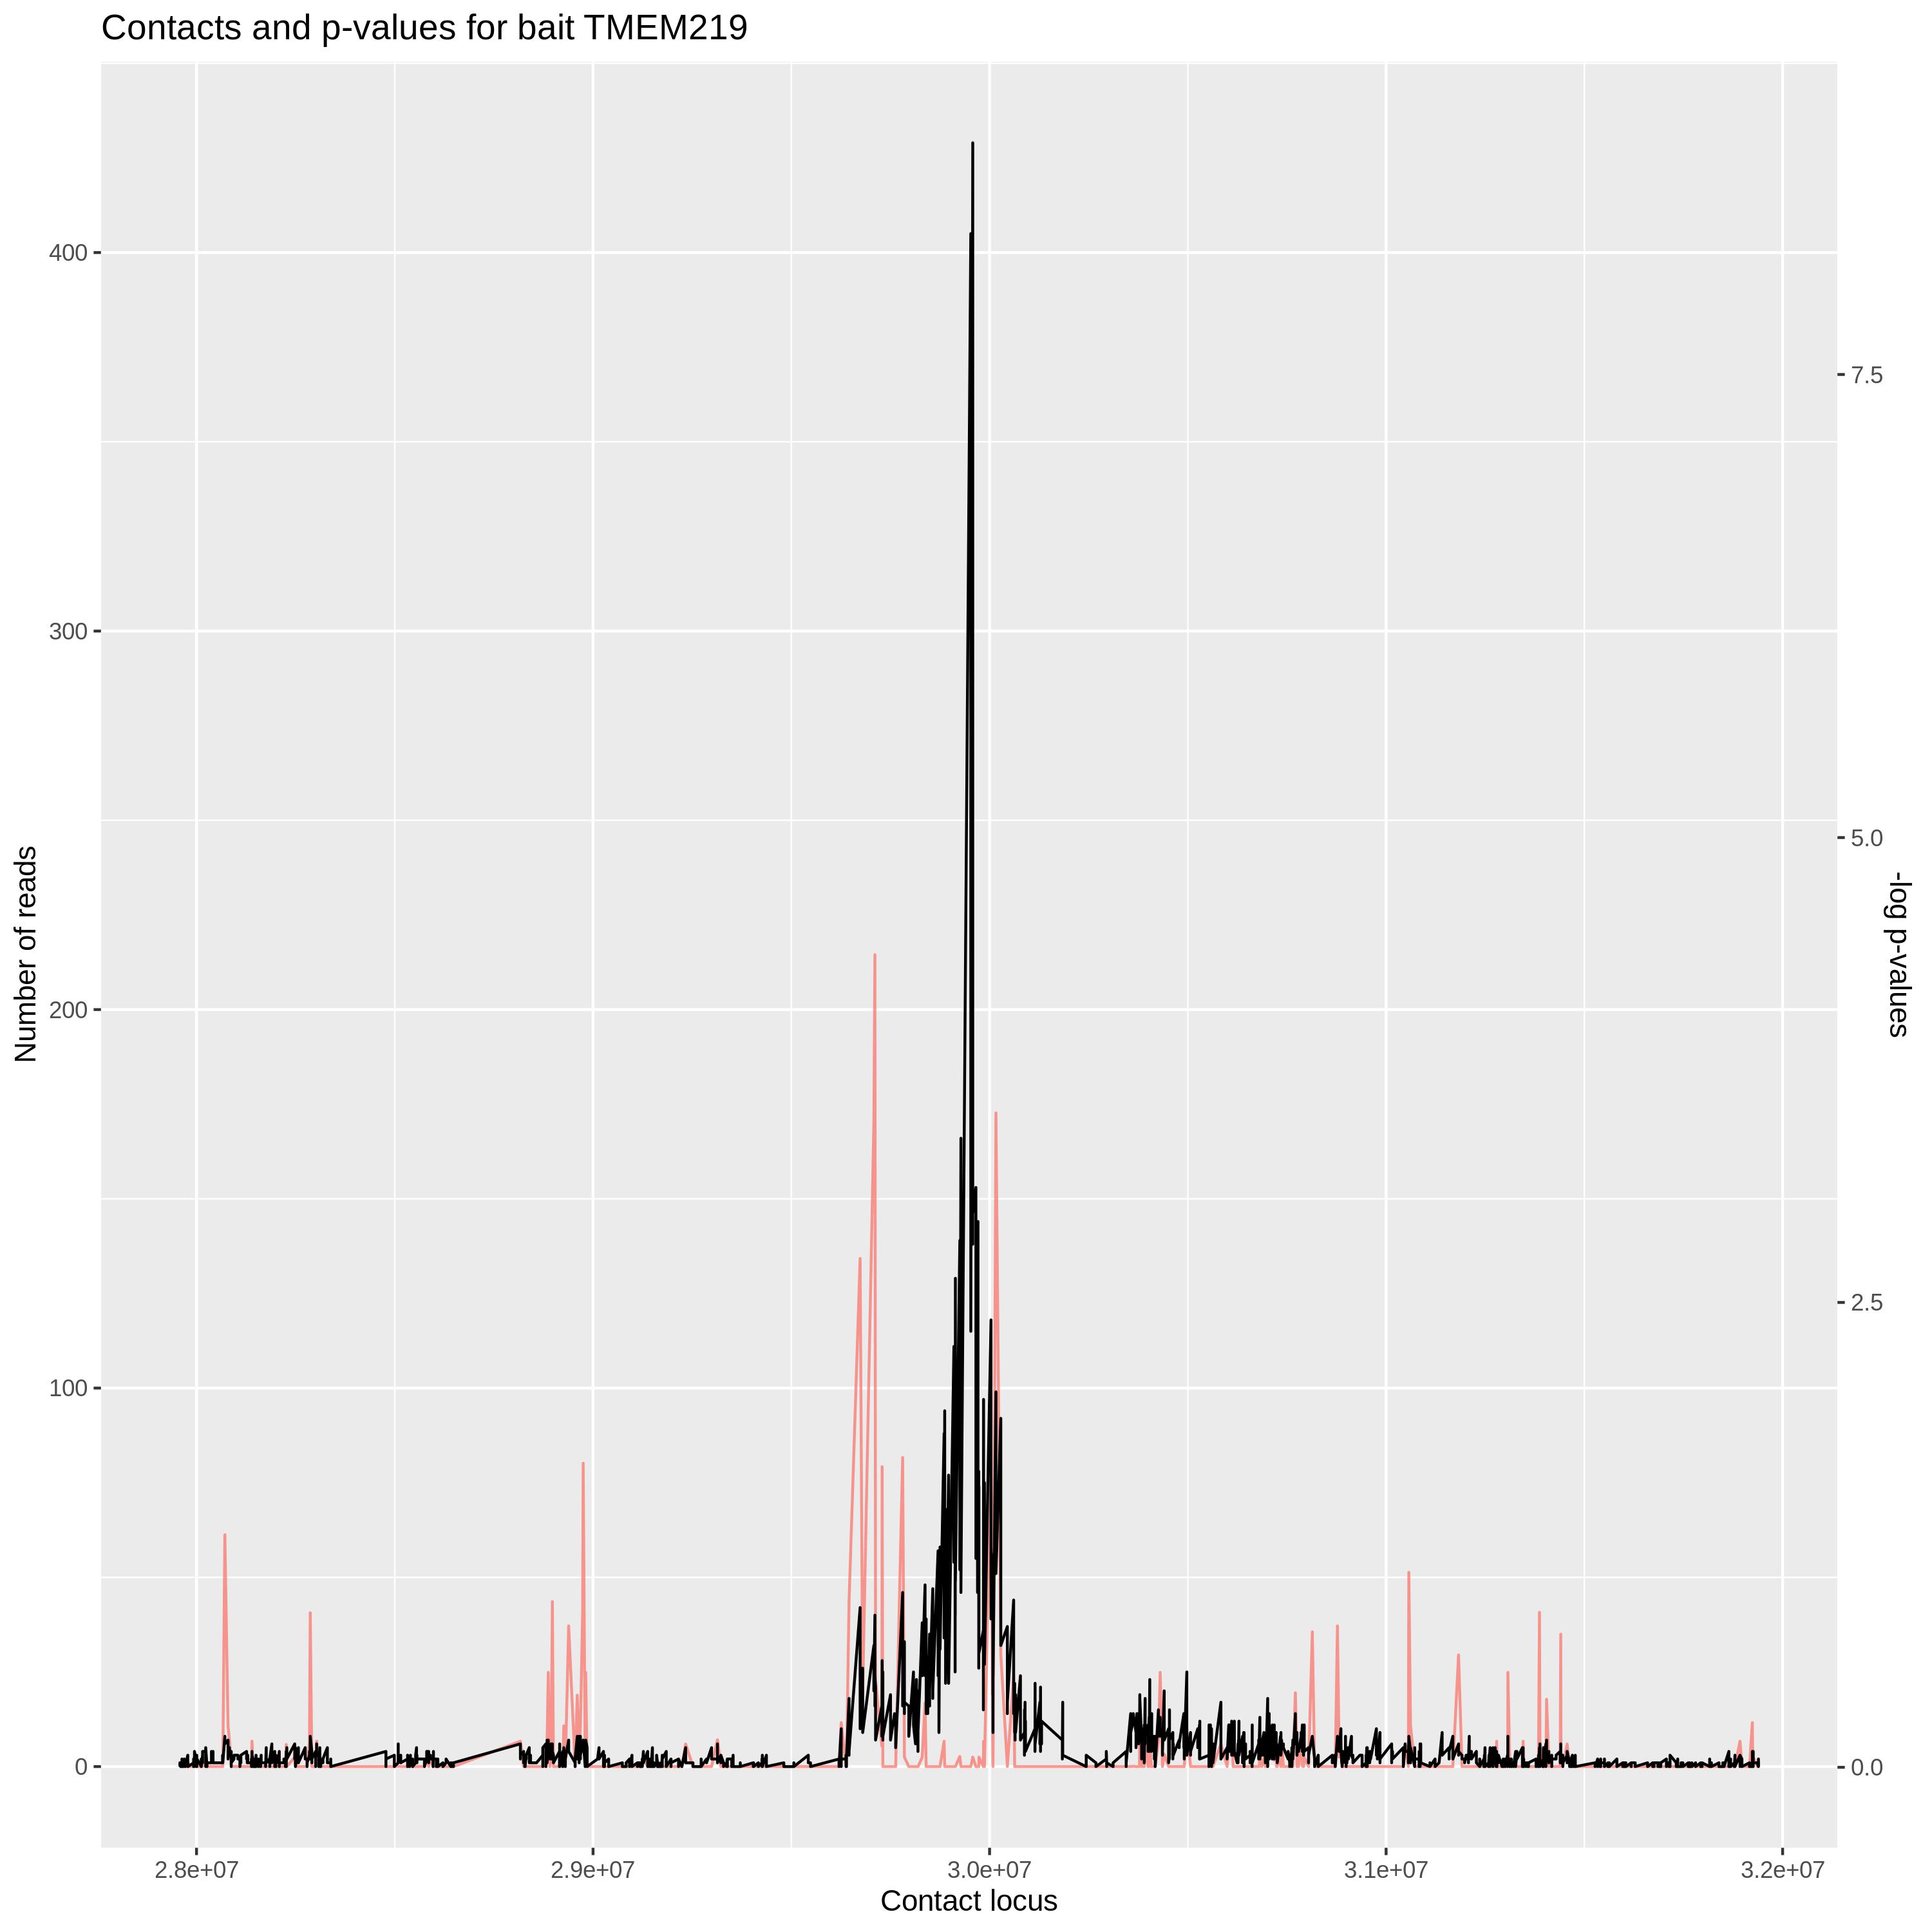 Contacts and p-values for bait TMEM219
Number of reads
400
300
200
100
0
7.5
5.0
2.5
0.0
-log p-values
2.8e+07 2.9e+07 3.0e+07 3.1e+07 3.2e+07
Contact locus